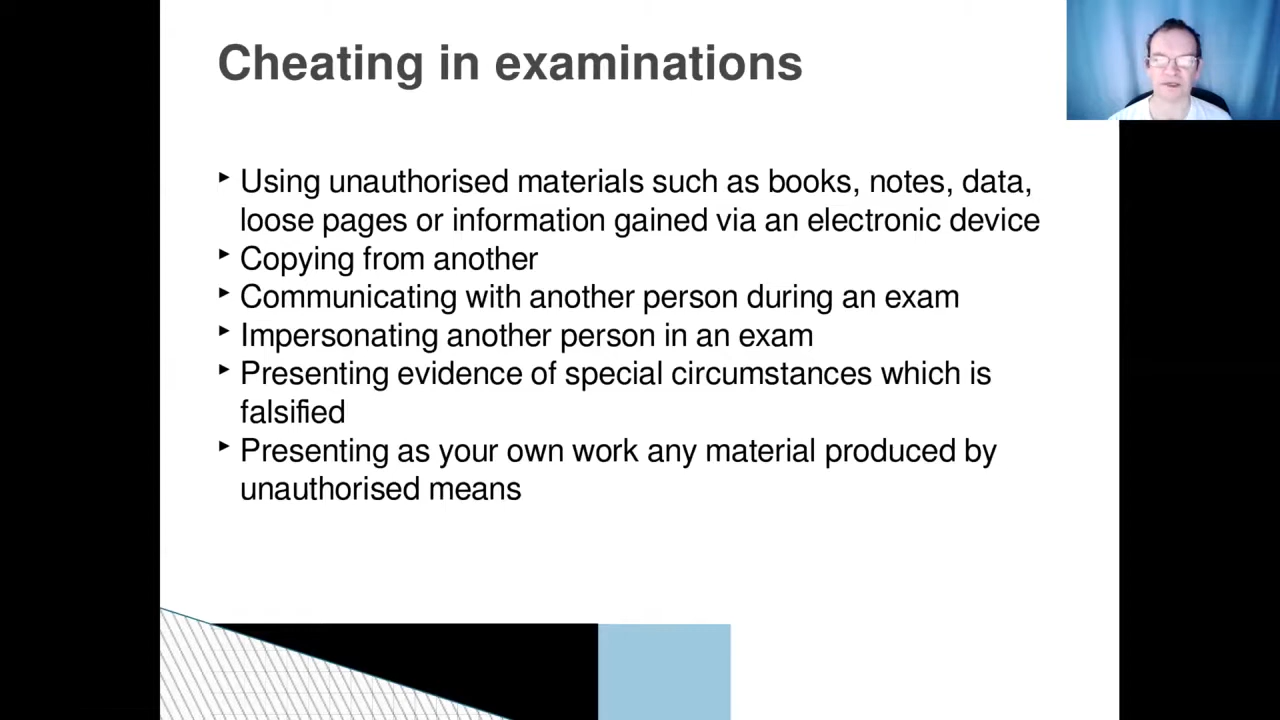 Cheating in examinations
Using unauthorised materials such as books, notes, data,
loose pages or information gained via an electronic device
Copying from another
Communicating with another person during an exam
Impersonating another person in an exam
Presenting evidence of special circumstances which is
falsified
Presenting as your own work any material produced by
unauthorised means